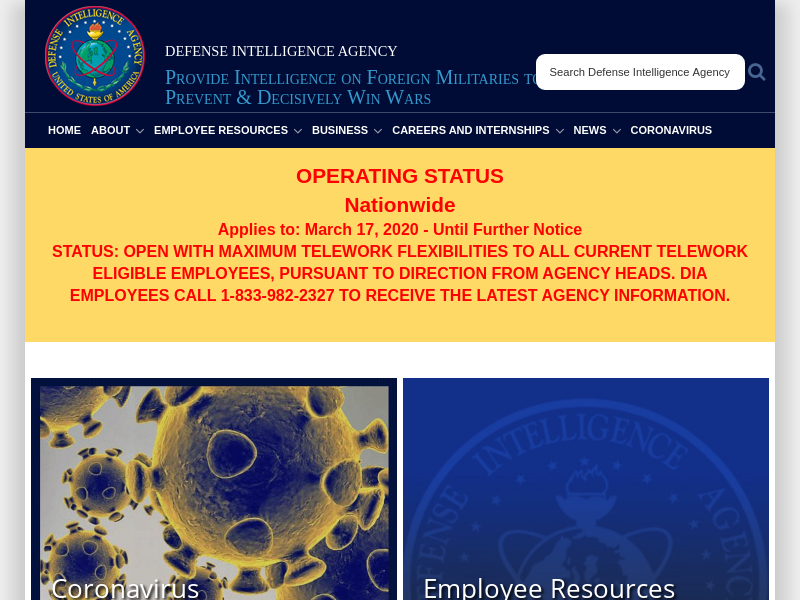 DEFENSE INTELLIGENCE AGENCY
UNITED STATES OF AMERICA
DEFENSE INTELLIGENCE AGENCY
Provide Intelligence on Foreign Militaries to
Prevent & Decisively Win Wars
Search Defense Intelligence Agency
HOME ABOUT EMPLOYEE RESOURCES BUSINESS CAREERS AND INTERNSHIPS NEWS CORONAVIRUS
OPERATING STATUS
Nationwide
Applies to: March 17, 2020 - Until Further Notice
STATUS: OPEN WITH MAXIMUM TELEWORK FLEXIBILITIES TO ALL CURRENT TELEWORK
ELIGIBLE EMPLOYEES, PURSUANT TO DIRECTION FROM AGENCY HEADS. DIA
EMPLOYEES CALL 1-833-982-2327 TO RECEIVE THE LATEST AGENCY INFORMATION.
DEFENSE INTELLIGENCE AGENCY
Coronavirus
Employee Resources